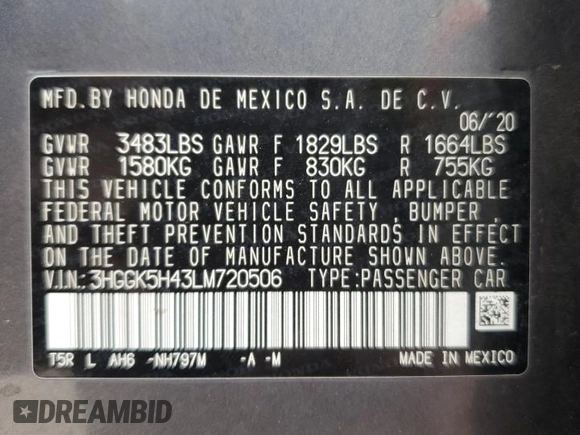 MFD. BY HONDA DE MEXICO S.A. DE C.V.
06/'20
GVWR 3483LBS GAWR F 1829LBS R 1664LBS
GVWR 1580KG GAWR F 830KG R 755KG
THIS VEHICLE CONFORMS TO ALL APPLICABLE
FEDERAL MOTOR VEHICLE SAFETY , BUMPER ,
AND THEFT PREVENTION STANDARDS IN EFFECT
ON THE DATE OF MANUFACTURE SHOWN ABOVE.
V.I.N.: 3HGGK5H43LM720506 TYPE: PASSENGER CAR
T5R L AH6 -NH797M -A -M MADE IN MEXICO
DREAMBID